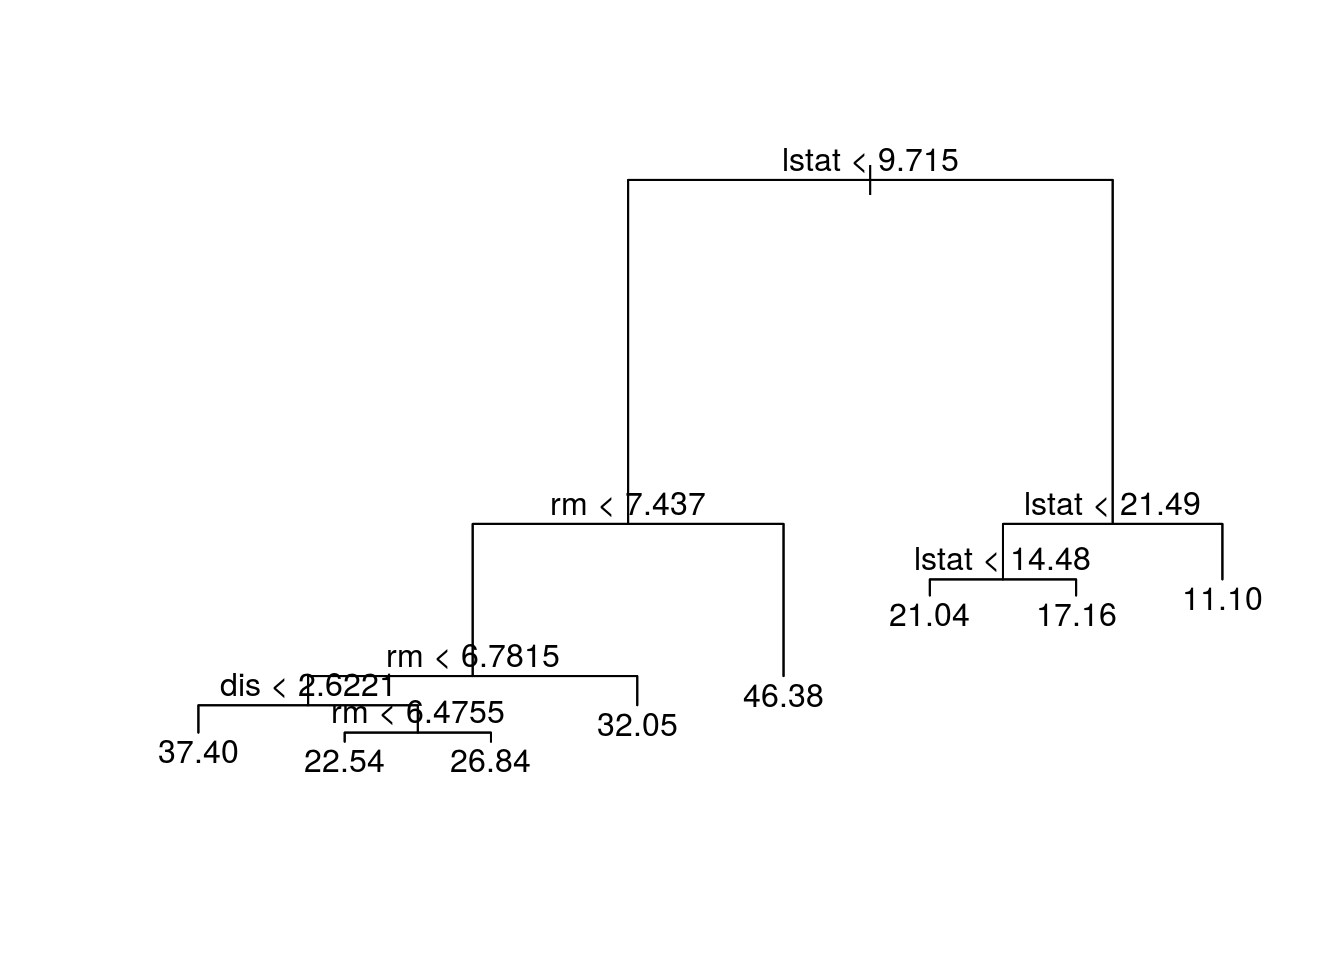 lstat < 9.715
rm < 7.437
lstat < 21.49
lstat < 14.48
21.04
17.16
11.10
rm < 6.7815
dis < 2.6221
46.38
rm < 6.4755
32.05
37.40
22.54
26.84